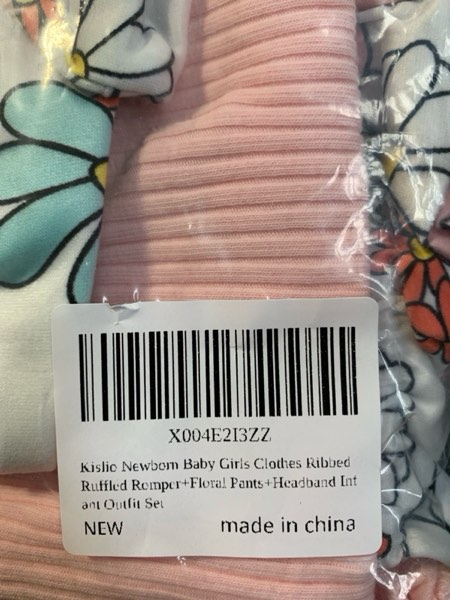 X004E2I3ZZ
Kislio Newborn Baby Girls Clothes Ribbed
Ruffled Romper+Floral Pants+Headband Inf
ant Outfit Set
NEW made in china